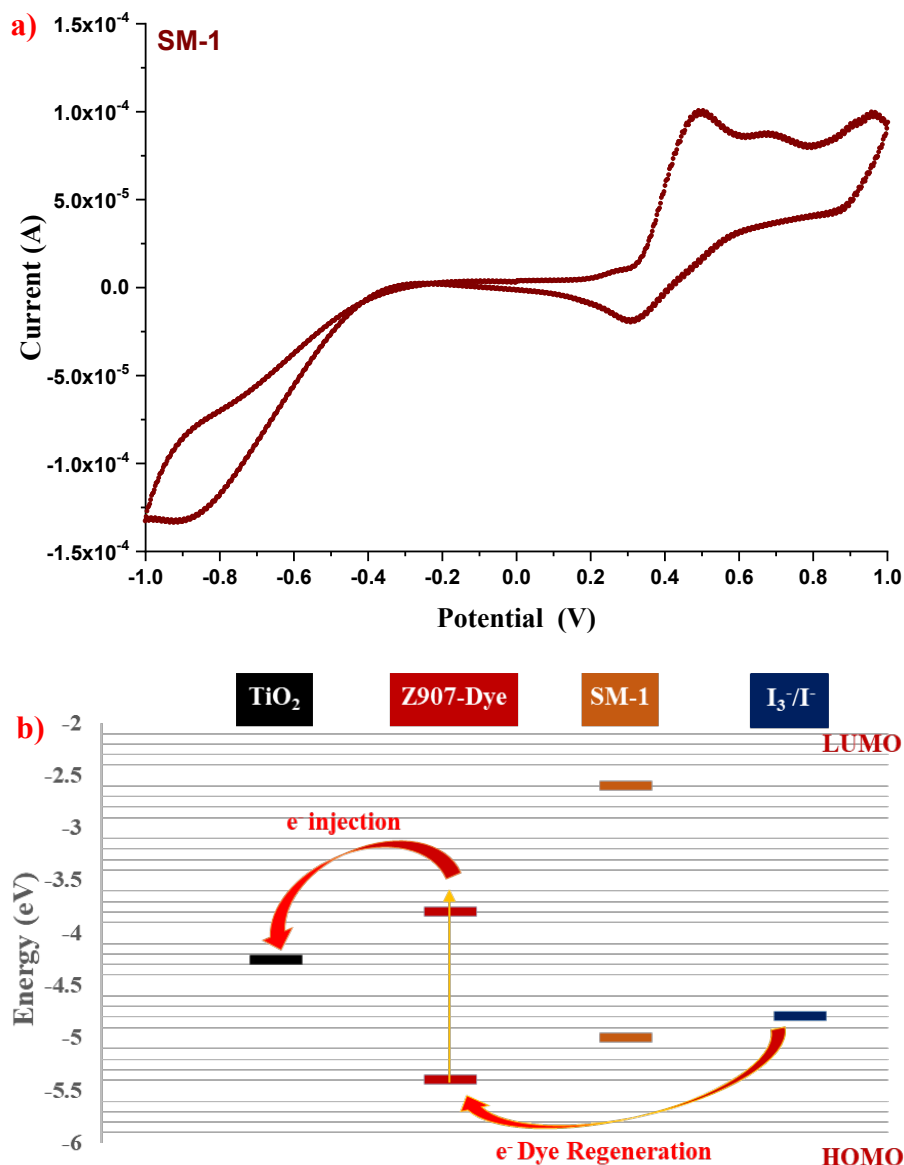 a)
SM-1
1.5x10⁻⁴
1.0x10⁻⁴
5.0x10⁻⁵
0.0
-5.0x10⁻⁵
-1.0x10⁻⁴
-1.5x10⁻⁴
Current (A)
-1.0 -0.8 -0.6 -0.4 -0.2 0.0 0.2 0.4 0.6 0.8 1.0
Potential (V)
TiO₂ Z907-Dye SM-1 I₃⁻/I⁻
b)
LUMO
-2
-2.5
-3
-3.5
-4
-4.5
-5
-5.5
-6
Energy (eV)
e⁻ injection
e⁻ Dye Regeneration
HOMO